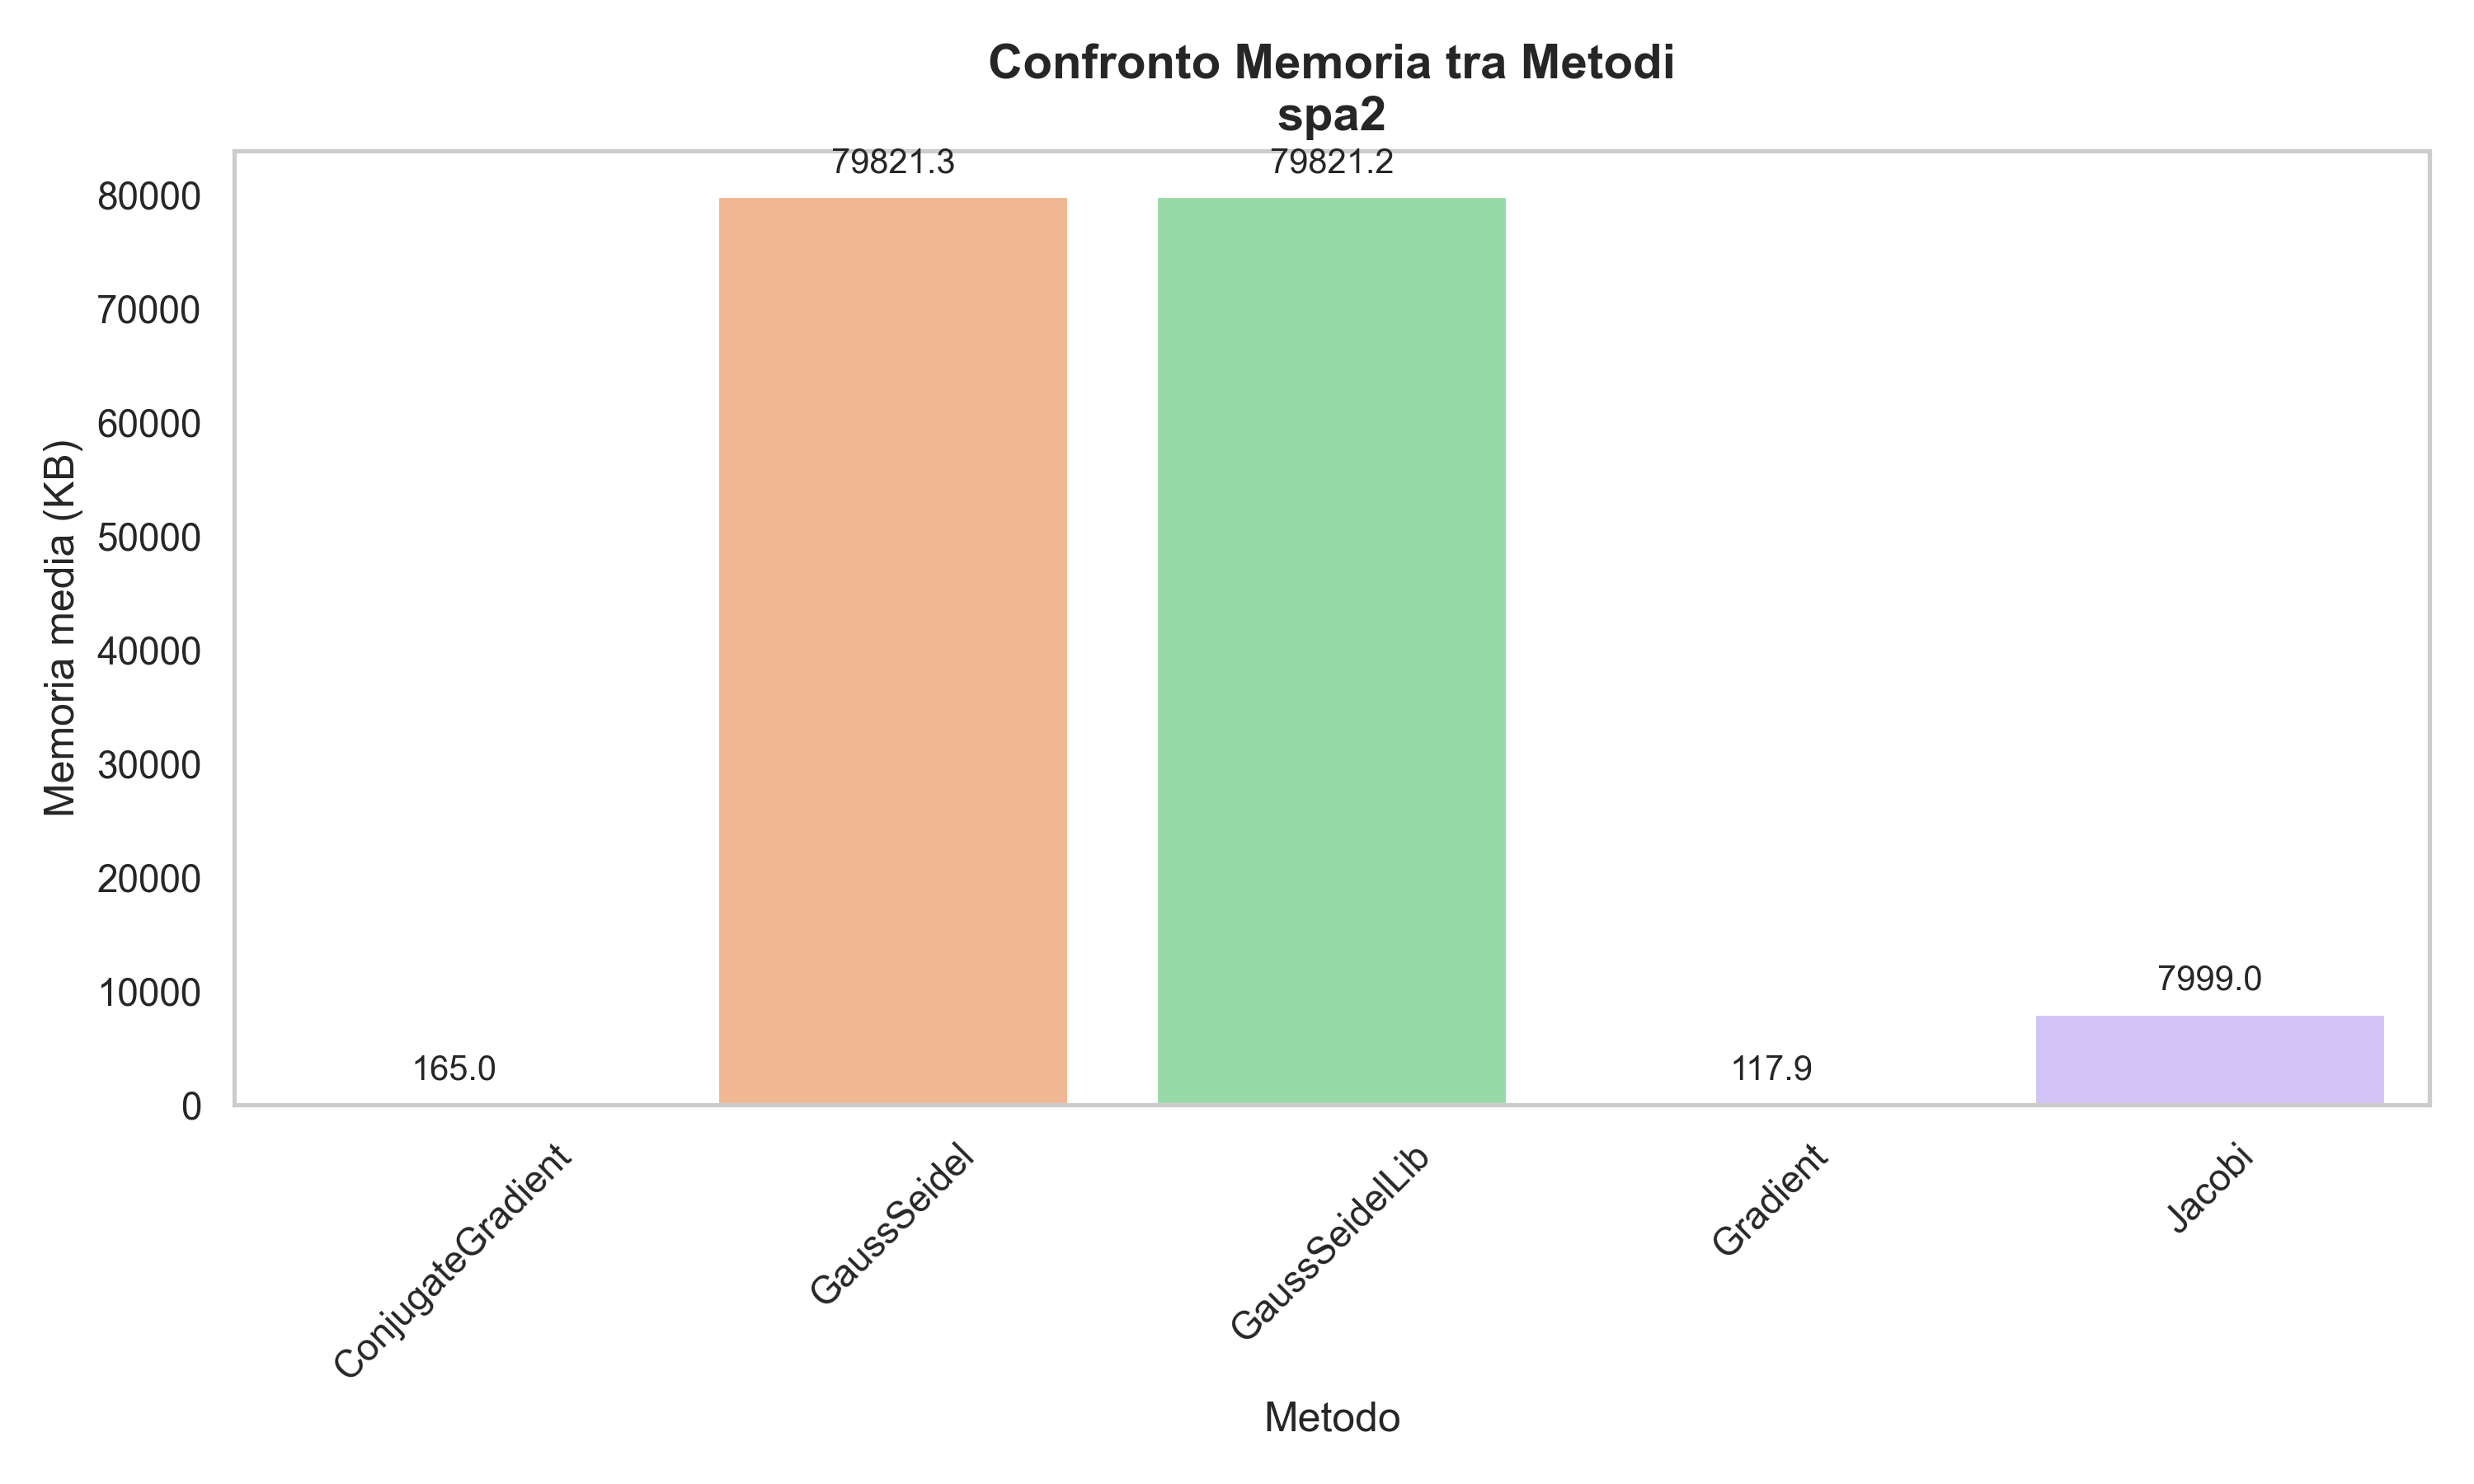 Confronto Memoria tra Metodi
spa2
Memoria media (KB)
80000
70000
60000
50000
40000
30000
20000
10000
0
165.0
79821.3
79821.2
117.9
7999.0
ConjugateGradient
GaussSeidel
GaussSeidelLib
Gradient
Jacobi
Metodo